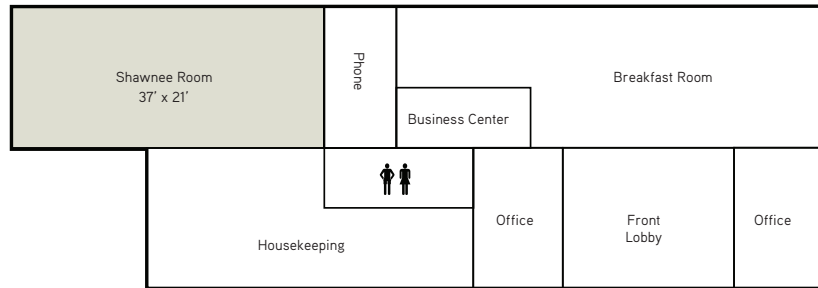 Shawnee Room
37' x 21'
Phone
Breakfast Room
Business Center
Housekeeping
Office
Front
Lobby
Office